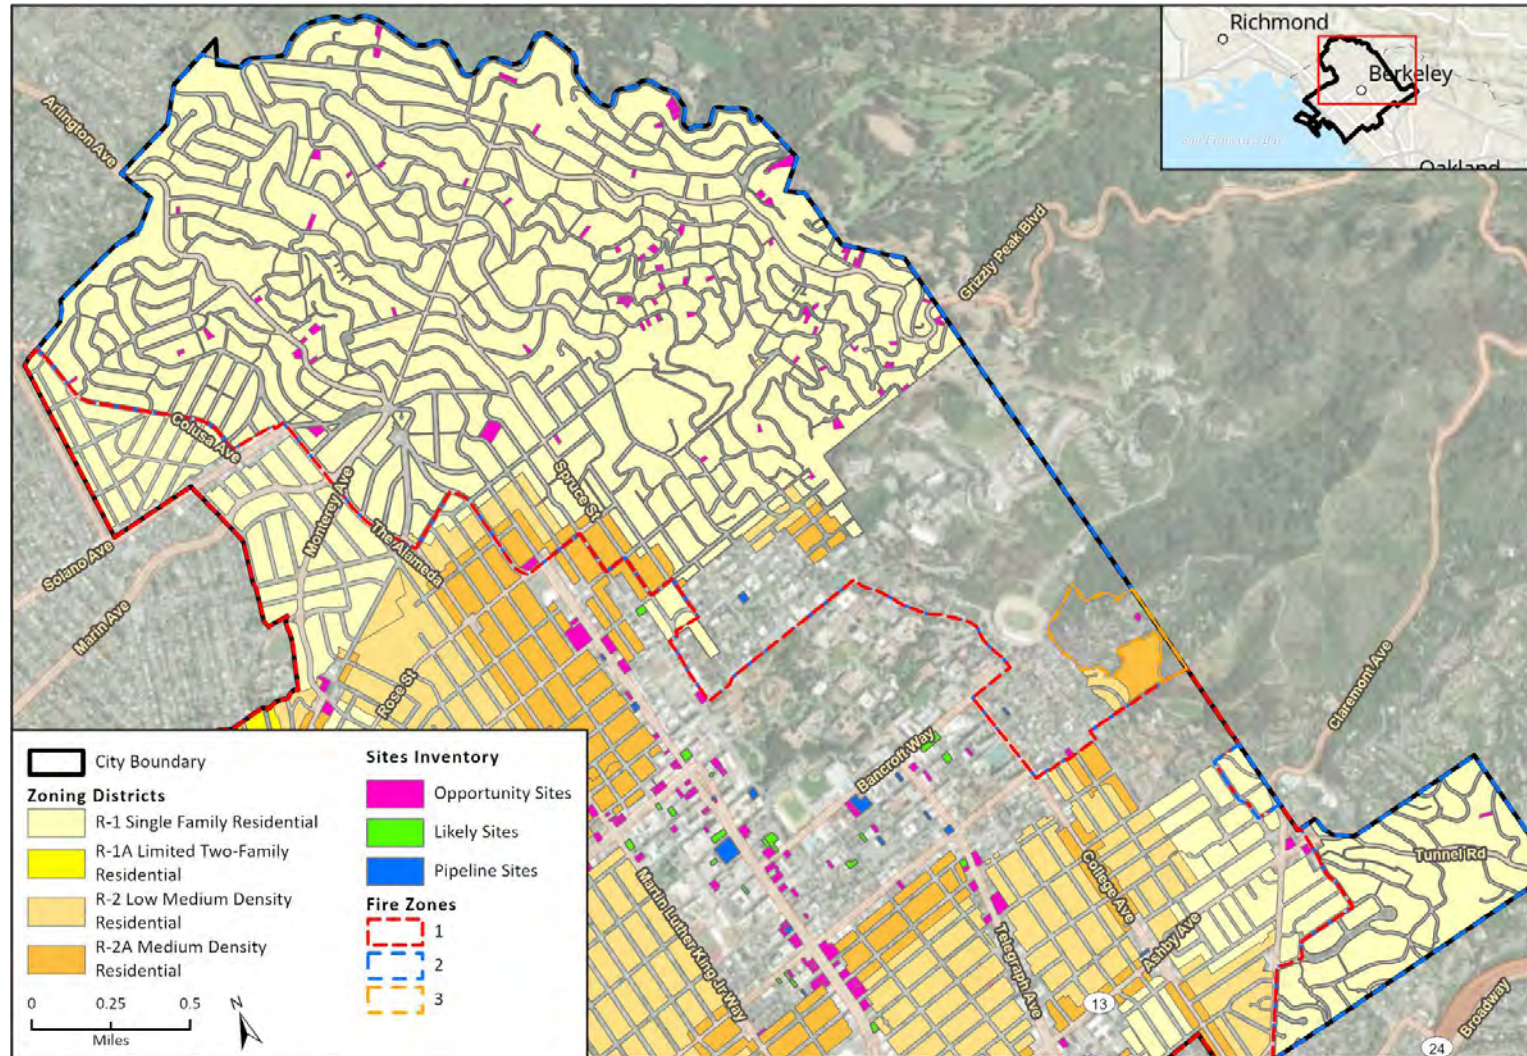 Richmond
Berkeley
San Francisco Bay
Oakland
Arlington Ave
Grizzly Peak Blvd
Colusa Ave
Spruce St
Monterey Ave
The Alameda
Solano Ave
Marin Ave
Rose St
Claremont Ave
Bancroft Way
Tunnel Rd
College Ave
Martin Luther King Jr Way
Ashby Ave
Telegraph Ave
13
Broadway
24
City Boundary
Zoning Districts
R-1 Single Family Residential
R-1A Limited Two-Family
Residential
R-2 Low Medium Density
Residential
R-2A Medium Density
Residential
0 0.25 0.5
Miles
N
Sites Inventory
Opportunity Sites
Likely Sites
Pipeline Sites
Fire Zones
1
2
3